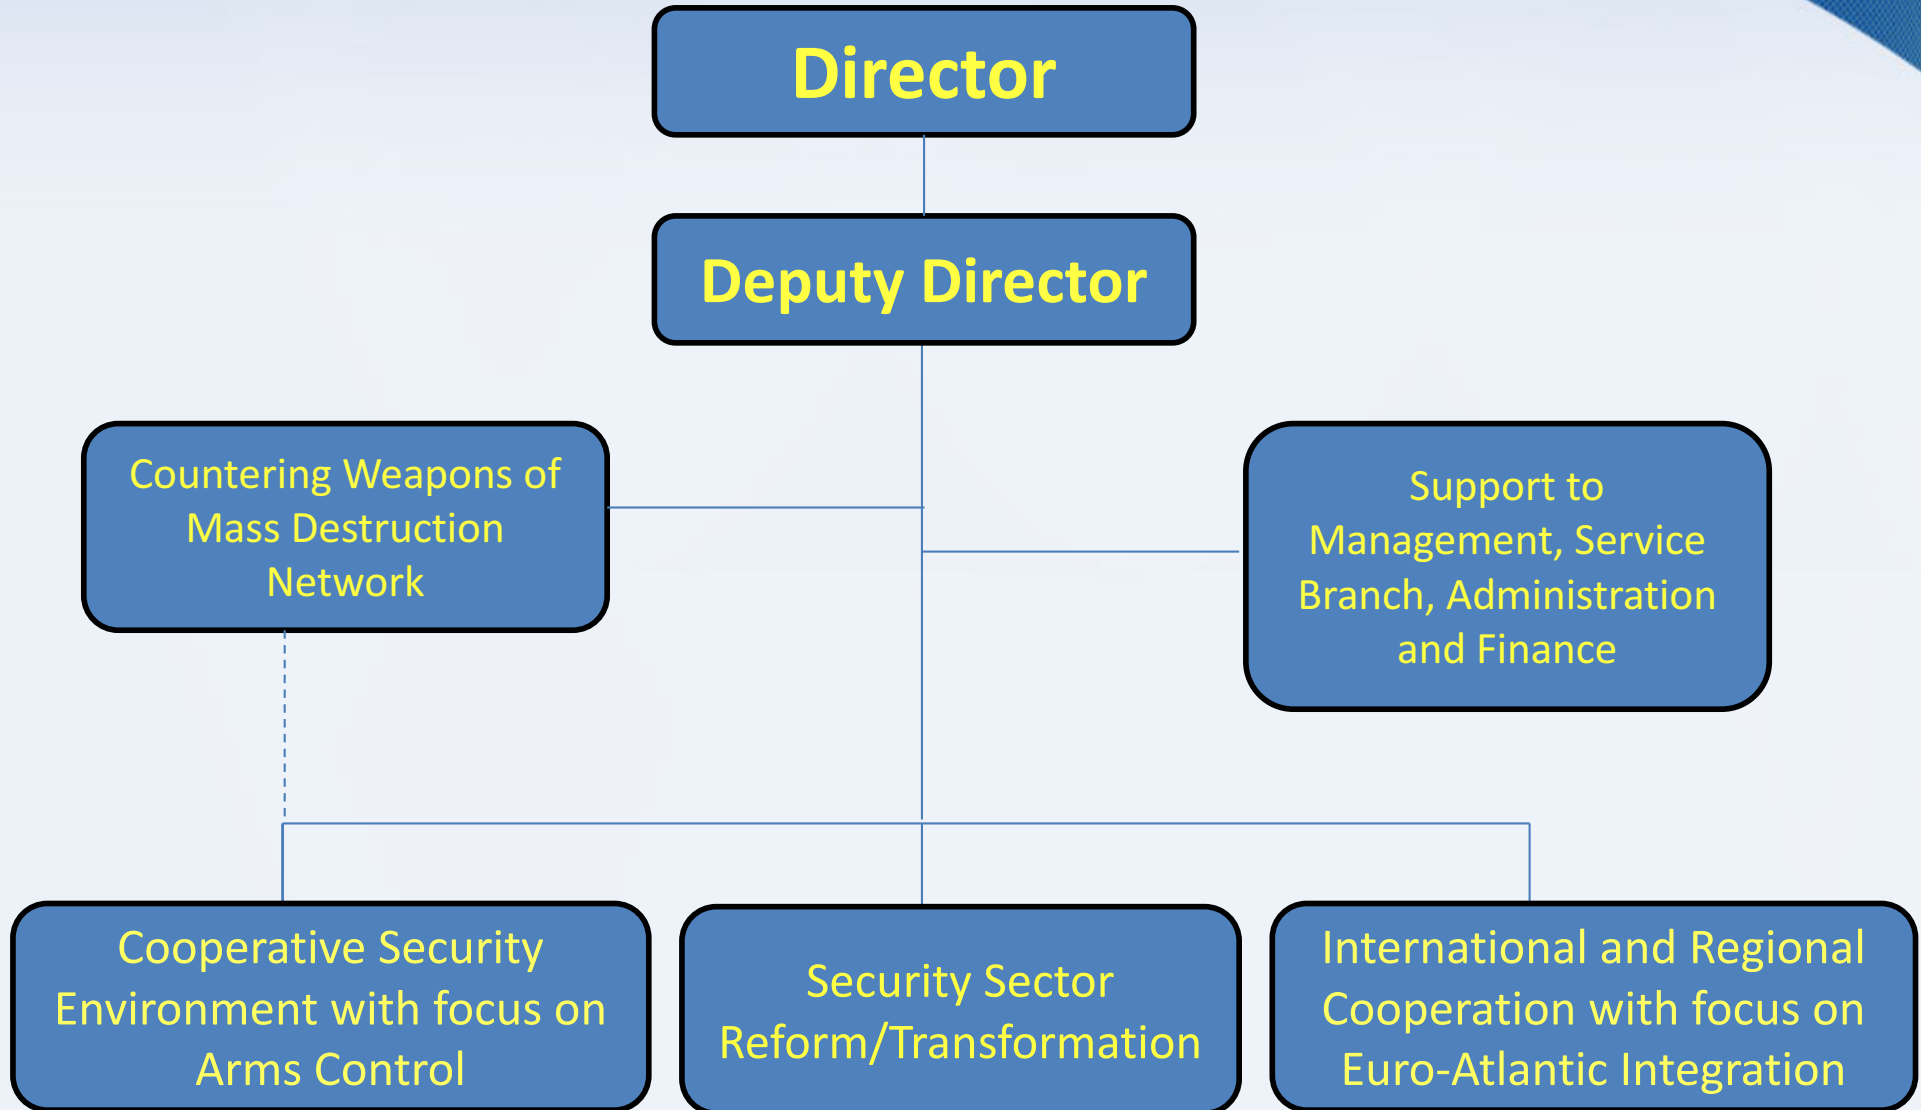 Director
Deputy Director
Countering Weapons of
Mass Destruction
Network
Support to
Management, Service
Branch, Administration
and Finance
Cooperative Security
Environment with focus on
Arms Control
Security Sector
Reform/Transformation
International and Regional
Cooperation with focus on
Euro-Atlantic Integration